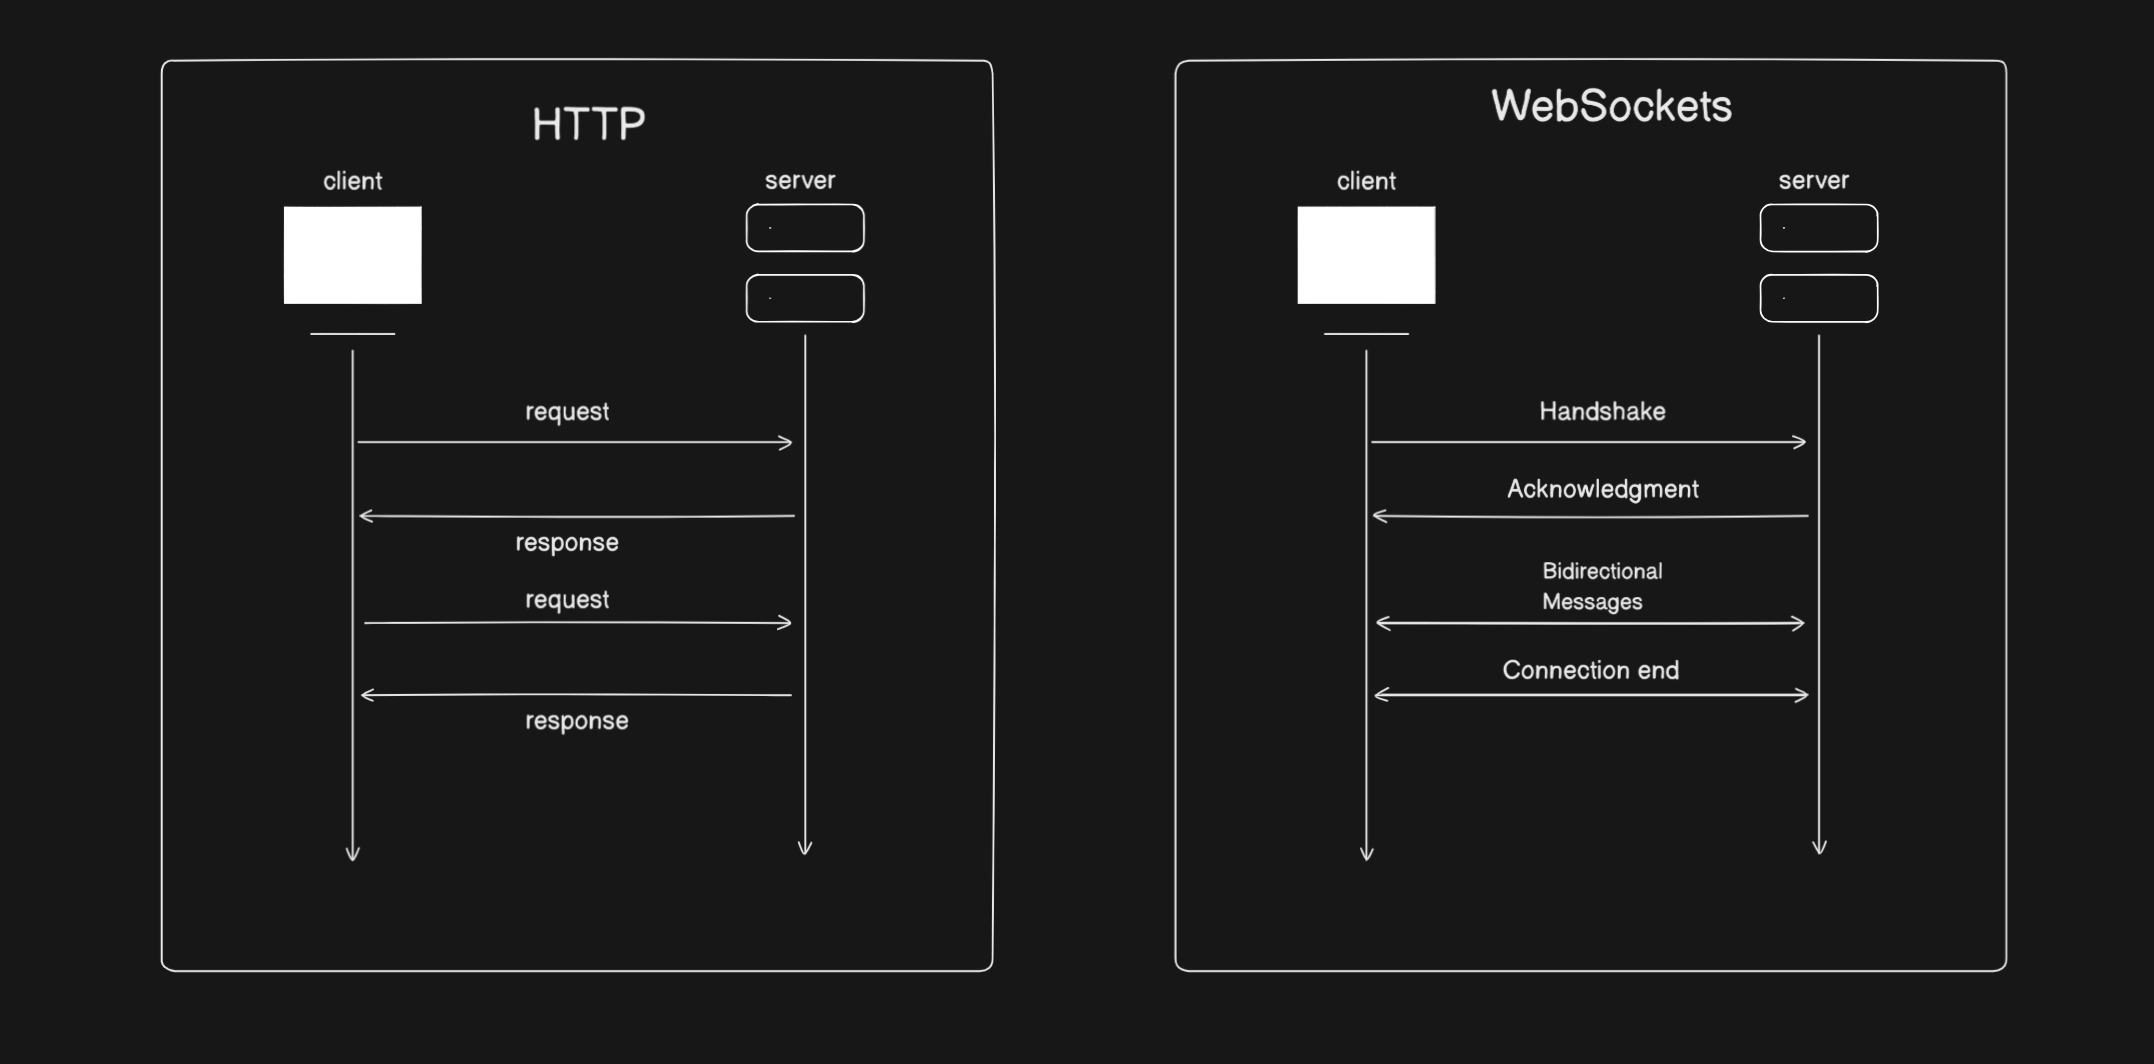 HTTP
client
server
request
response
request
response
WebSockets
client
server
Handshake
Acknowledgment
Bidirectional
Messages
Connection end